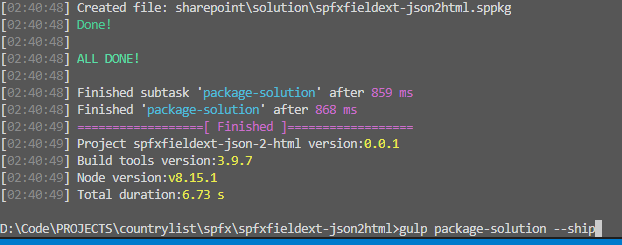 [02:40:48] Created file: sharepoint\solution\spfxfieldext-json2html.sppkg
[02:40:48] Done!
[02:40:48]
[02:40:48] ALL DONE!
[02:40:48]
[02:40:48] Finished subtask 'package-solution' after 859 ms
[02:40:48] Finished 'package-solution' after 868 ms
[02:40:49] ==================[ Finished ]==================
[02:40:49] Project spfxfieldext-json-2-html version:0.0.1
[02:40:49] Build tools version:3.9.7
[02:40:49] Node version:v8.15.1
[02:40:49] Total duration:6.73 s
D:\Code\PROJECTS\countrylist\spfx\spfxfieldext-json2html>gulp package-solution --ship